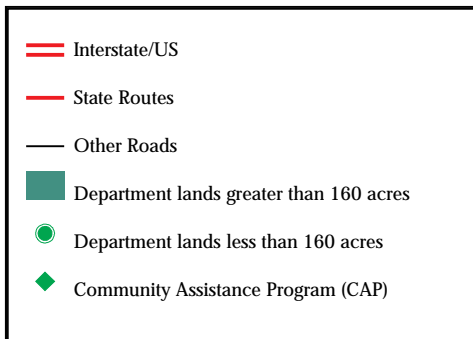 Interstate/US
State Routes
Other Roads
Department lands greater than 160 acres
Department lands less than 160 acres
Community Assistance Program (CAP)